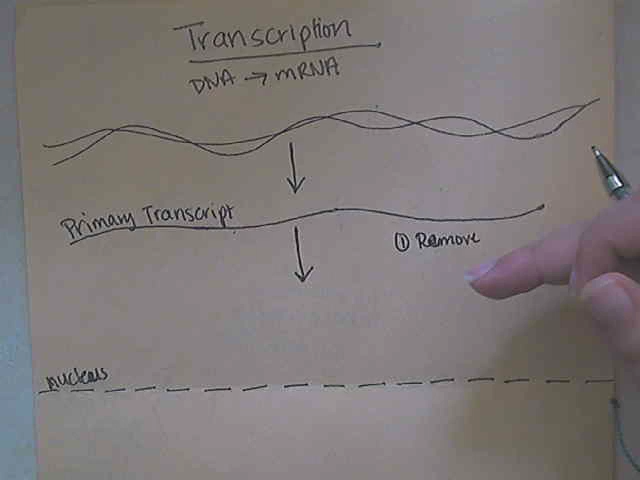 Transcription
DNA → mRNA
Primary Transcript
① Remove
nucleus